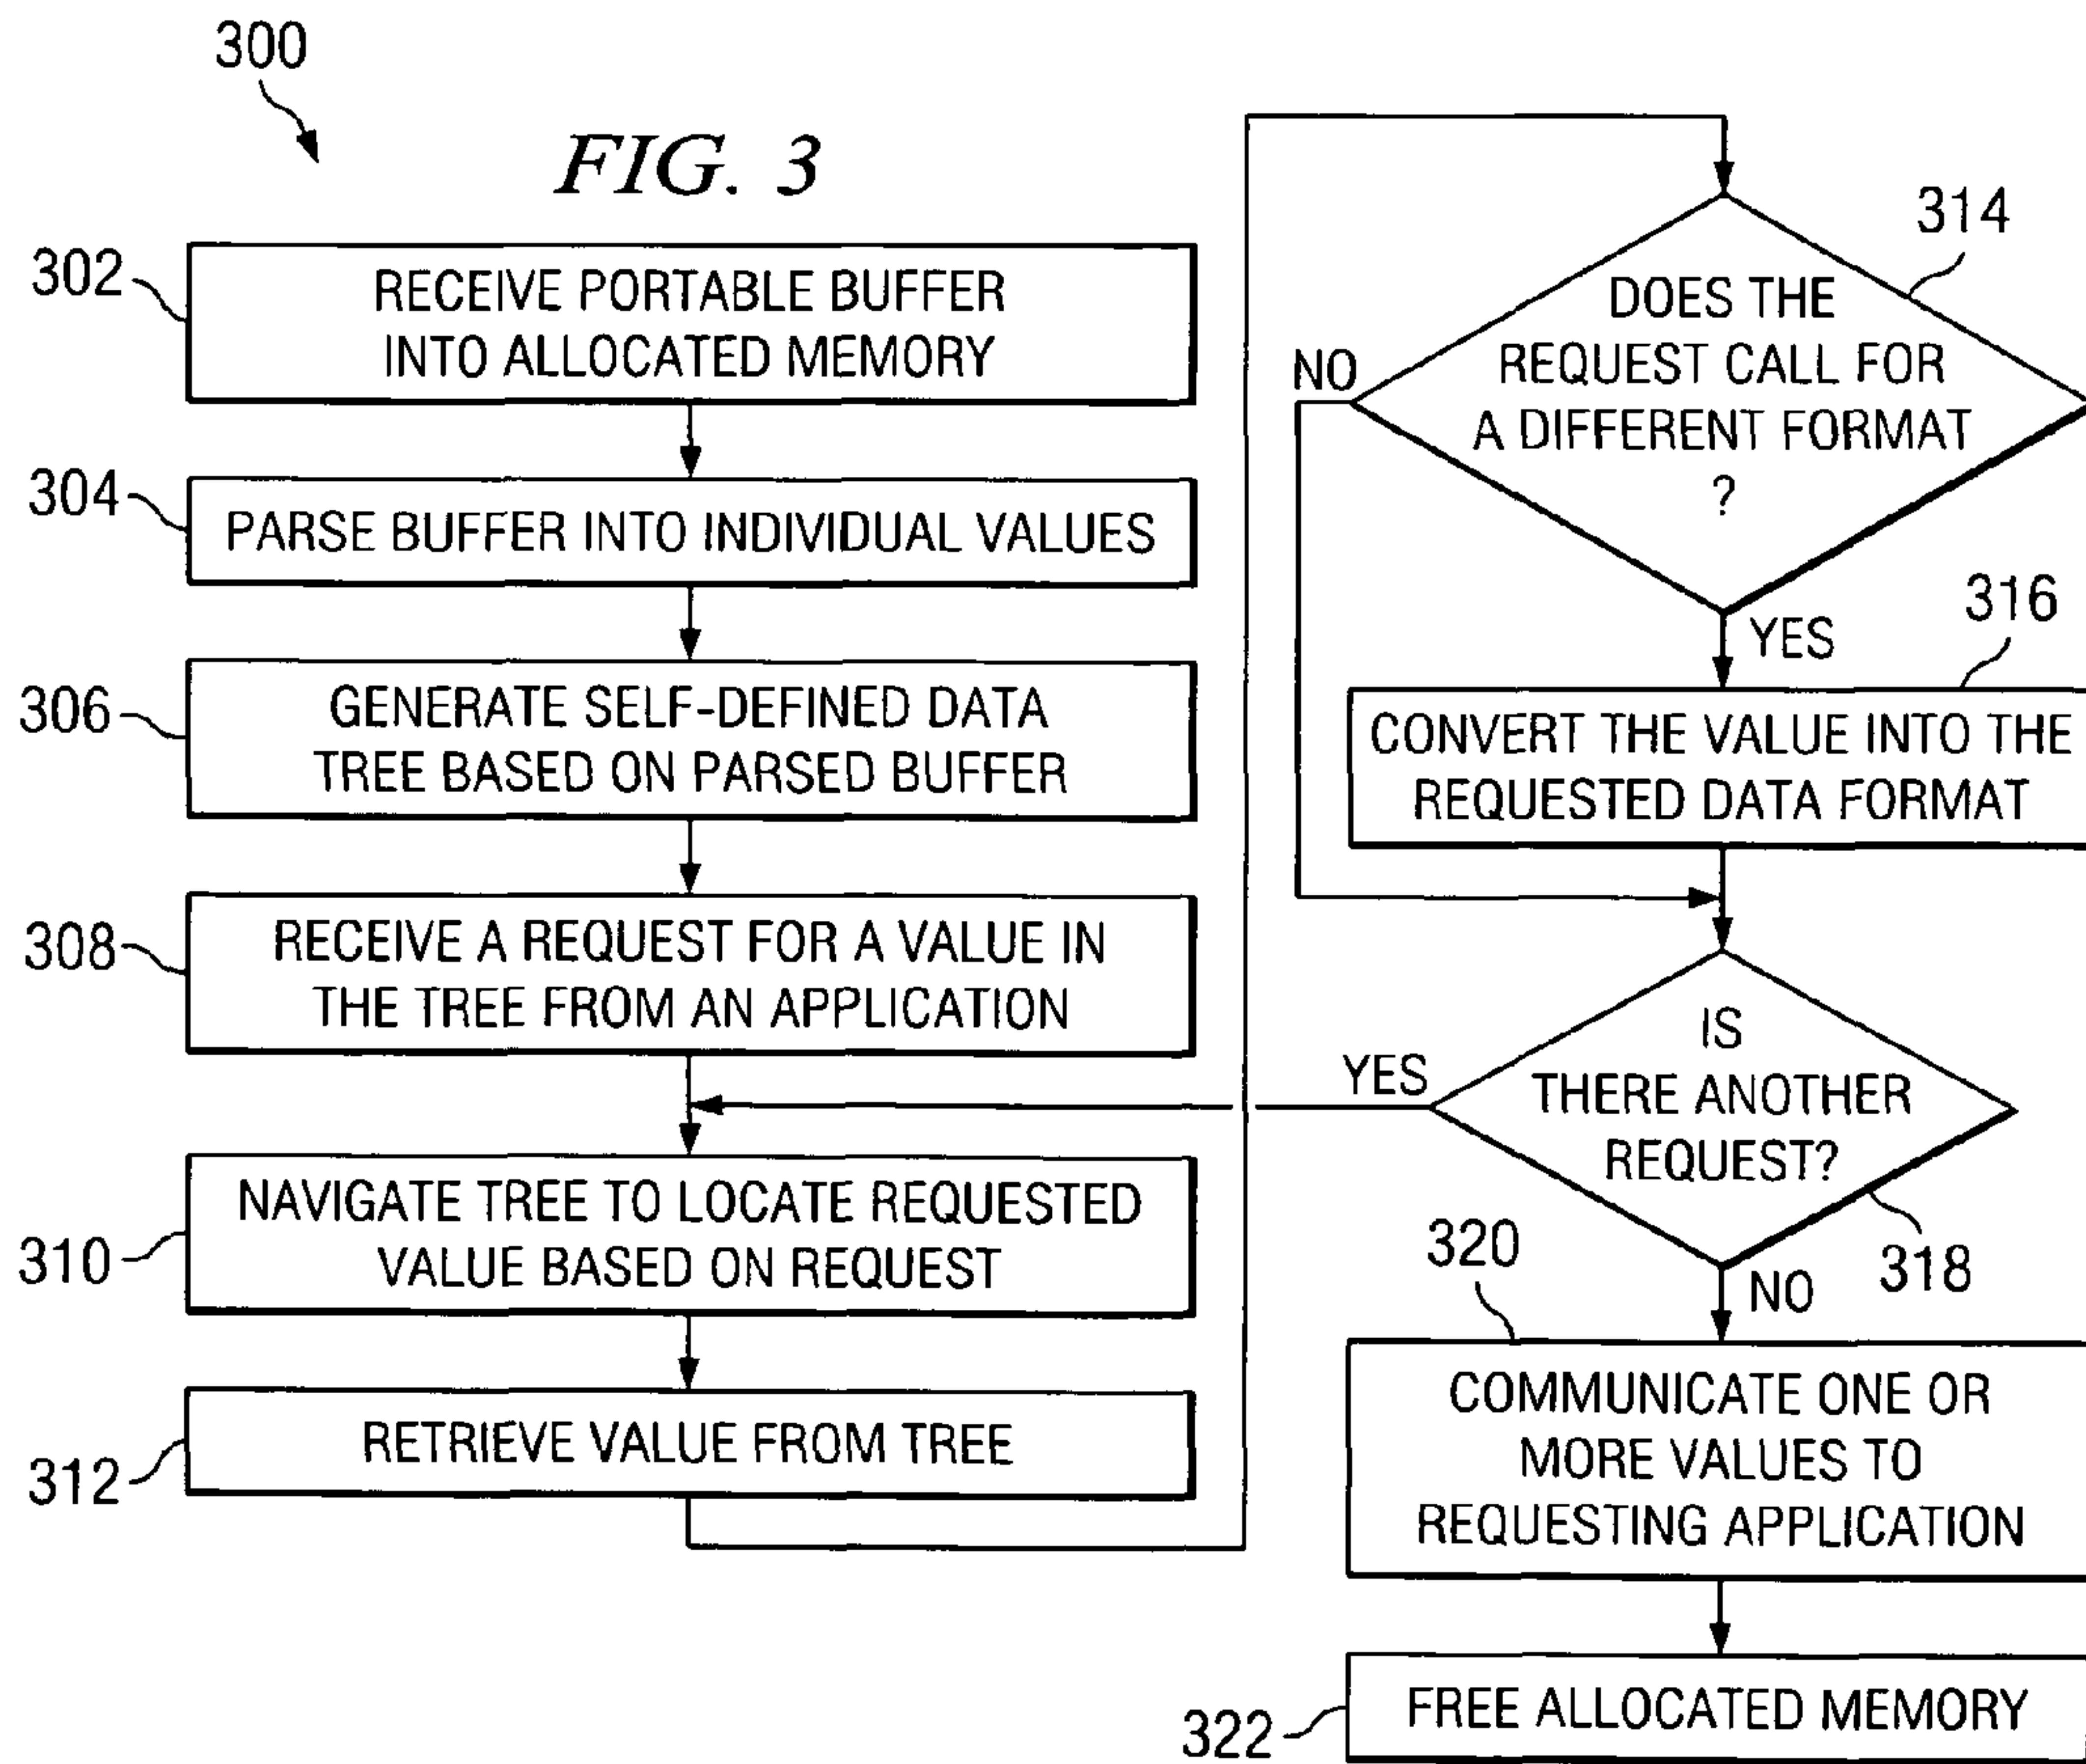 300
FIG. 3
302
RECEIVE PORTABLE BUFFER
INTO ALLOCATED MEMORY
304
PARSE BUFFER INTO INDIVIDUAL VALUES
306
GENERATE SELF-DEFINED DATA
TREE BASED ON PARSED BUFFER
308
RECEIVE A REQUEST FOR A VALUE IN
THE TREE FROM AN APPLICATION
310
NAVIGATE TREE TO LOCATE REQUESTED
VALUE BASED ON REQUEST
312
RETRIEVE VALUE FROM TREE
314
DOES THE
REQUEST CALL FOR
A DIFFERENT FORMAT
?
NO
YES
316
CONVERT THE VALUE INTO THE
REQUESTED DATA FORMAT
IS
THERE ANOTHER
REQUEST?
YES
318
NO
320
COMMUNICATE ONE OR
MORE VALUES TO
REQUESTING APPLICATION
322
FREE ALLOCATED MEMORY